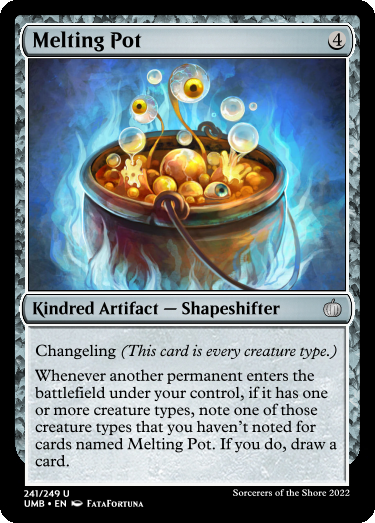 Melting Pot 4
Kindred Artifact — Shapeshifter
Changeling (This card is every creature type.)
Whenever another permanent enters the
battlefield under your control, if it has one
or more creature types, note one of those
creature types that you haven't noted for
cards named Melting Pot. If you do, draw a
card.
241/249 U
Sorcerers of the Shore 2022
UMB • EN FataFortuna